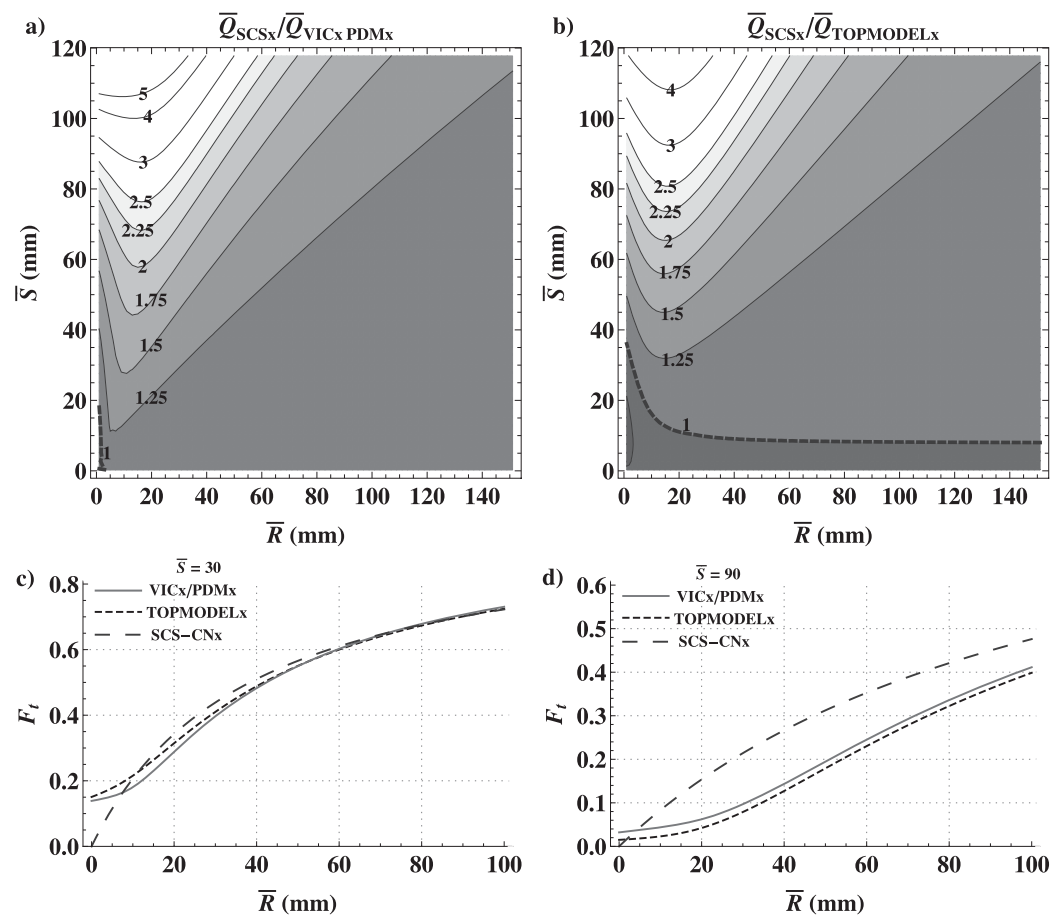 a) Q̅SCSx/Q̅VICx PDMx
120
100
80
60
40
20
0
S̅ (mm)
5
4
3
2.5
2.25
2
1.75
1.5
1.25
1
0 20 40 60 80 100 120 140
R̅ (mm)
b) Q̅SCSx/Q̅TOPMODELx
120
100
80
60
40
20
0
S̅ (mm)
4
3
2.5
2.25
2
1.75
1.5
1.25
1
0 20 40 60 80 100 120 140
R̅ (mm)
c) S̅ = 30
VICx/PDMx
TOPMODELx
SCS−CNx
0.8
0.6
0.4
0.2
0.0
Ft
0 20 40 60 80 100
R̅ (mm)
d) S̅ = 90
VICx/PDMx
TOPMODELx
SCS−CNx
0.6
0.5
0.4
0.3
0.2
0.1
0.0
Ft
0 20 40 60 80 100
R̅ (mm)